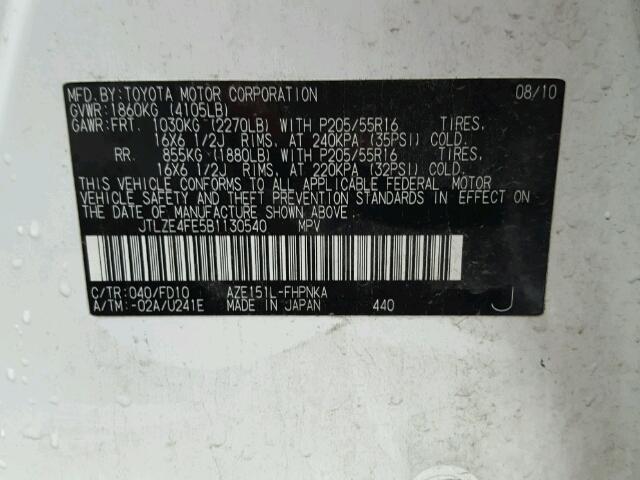 MFD. BY: TOYOTA MOTOR CORPORATION 08/10
GVWR: 1860KG (4105LB)
GAWR: FRT. 1030KG (2270LB) WITH P205/55R16 TIRES,
16X6 1/2J RIMS, AT 240KPA (35PSI) COLD.
RR. 855KG (1880LB) WITH P205/55R16 TIRES,
16X6 1/2J RIMS, AT 220KPA (32PSI) COLD.
THIS VEHICLE CONFORMS TO ALL APPLICABLE FEDERAL MOTOR
VEHICLE SAFETY AND THEFT PREVENTION STANDARDS IN EFFECT ON
THE DATE OF MANUFACTURE SHOWN ABOVE.
JTLZE4FE5B1130540 MPV
C/TR: 040/FD10 AZE151L-FHPNKA
A/TM: -02A/U241E MADE IN JAPAN 440 J